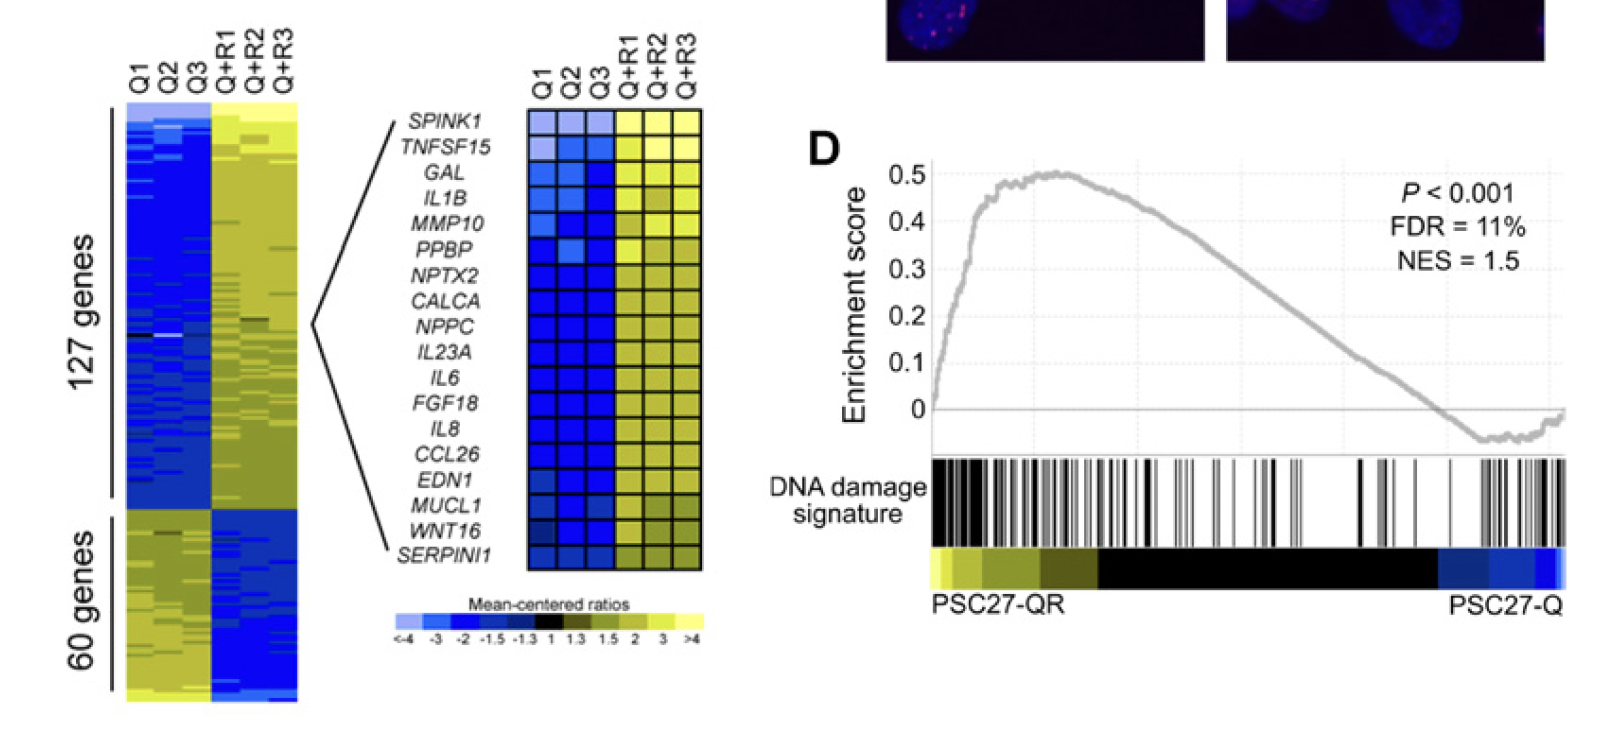 Q1 Q2 Q3 Q+R1 Q+R2 Q+R3
127 genes
60 genes
Q1 Q2 Q3 Q+R1 Q+R2 Q+R3
SPINK1
TNFSF15
GAL
IL1B
MMP10
PPBP
NPTX2
CALCA
NPPC
IL23A
IL6
FGF18
IL8
CCL26
EDN1
MUCL1
WNT16
SERPINI1
Mean-centered ratios
<-4 -3 -2 -1.5 -1.3 1 1.3 1.5 2 3 >4
D
Enrichment score
0.5
0.4
0.3
0.2
0.1
0
P < 0.001
FDR = 11%
NES = 1.5
DNA damage
signature
PSC27-QR PSC27-Q